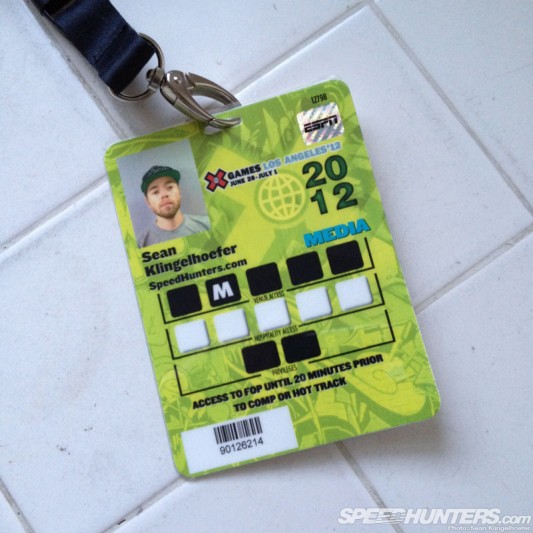 12798
ESPN
X GAMES LOS ANGELES '12
JUNE 28-JULY 1
20
12
MEDIA
Sean
Klingelhoefer
SpeedHunters.com
M
VENUE ACCESS
HOSPITALITY ACCESS
PRIVILEGES
ACCESS TO FOP UNTIL 20 MINUTES PRIOR
TO COMP OR HOT TRACK
90126214
SPEEDHUNTERS.com
Photo: Sean Klingelhoefer